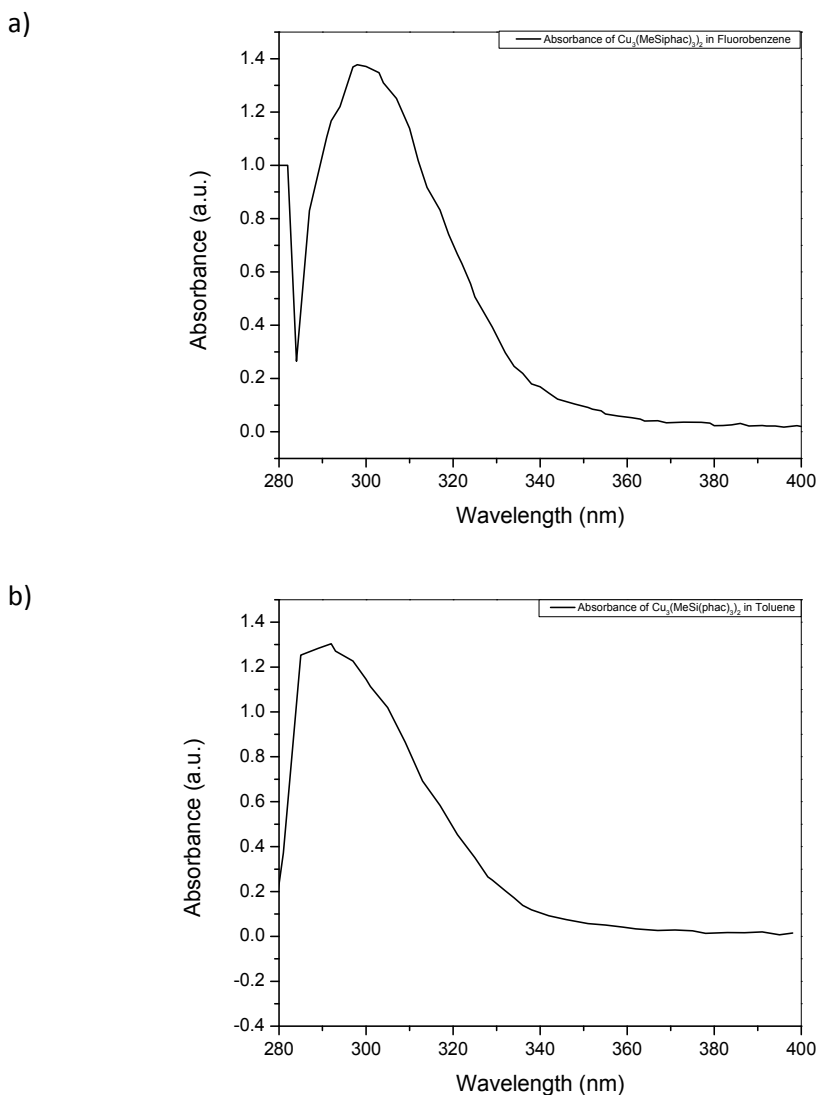 a)
Absorbance of Cu₃(MeSiphac)₃)₂ in Fluorobenzene
1.4
1.2
1.0
0.8
0.6
0.4
0.2
0.0
Absorbance (a.u.)
280 300 320 340 360 380 400
Wavelength (nm)
b)
Absorbance of Cu₃(MeSi(phac)₃)₂ in Toluene
1.4
1.2
1.0
0.8
0.6
0.4
0.2
0.0
-0.2
-0.4
Absorbance (a.u.)
280 300 320 340 360 380 400
Wavelength (nm)